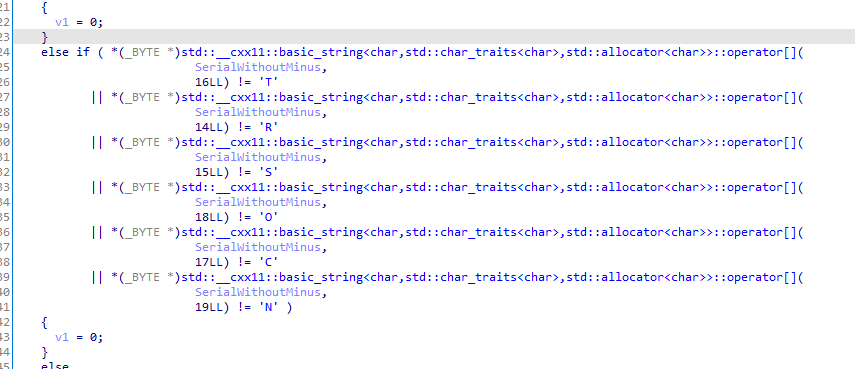 21 {
22 v1 = 0;
23 }
24 else if ( *(_BYTE *)std::__cxx11::basic_string<char,std::char_traits<char>,std::allocator<char>>::operator[](
25 SerialWithoutMinus,
26 16LL) != 'T'
27 || *(_BYTE *)std::__cxx11::basic_string<char,std::char_traits<char>,std::allocator<char>>::operator[](
28 SerialWithoutMinus,
29 14LL) != 'R'
30 || *(_BYTE *)std::__cxx11::basic_string<char,std::char_traits<char>,std::allocator<char>>::operator[](
31 SerialWithoutMinus,
32 15LL) != 'S'
33 || *(_BYTE *)std::__cxx11::basic_string<char,std::char_traits<char>,std::allocator<char>>::operator[](
34 SerialWithoutMinus,
35 18LL) != 'O'
36 || *(_BYTE *)std::__cxx11::basic_string<char,std::char_traits<char>,std::allocator<char>>::operator[](
37 SerialWithoutMinus,
38 17LL) != 'C'
39 || *(_BYTE *)std::__cxx11::basic_string<char,std::char_traits<char>,std::allocator<char>>::operator[](
40 SerialWithoutMinus,
41 19LL) != 'N' )
42 {
43 v1 = 0;
44 }
45 else